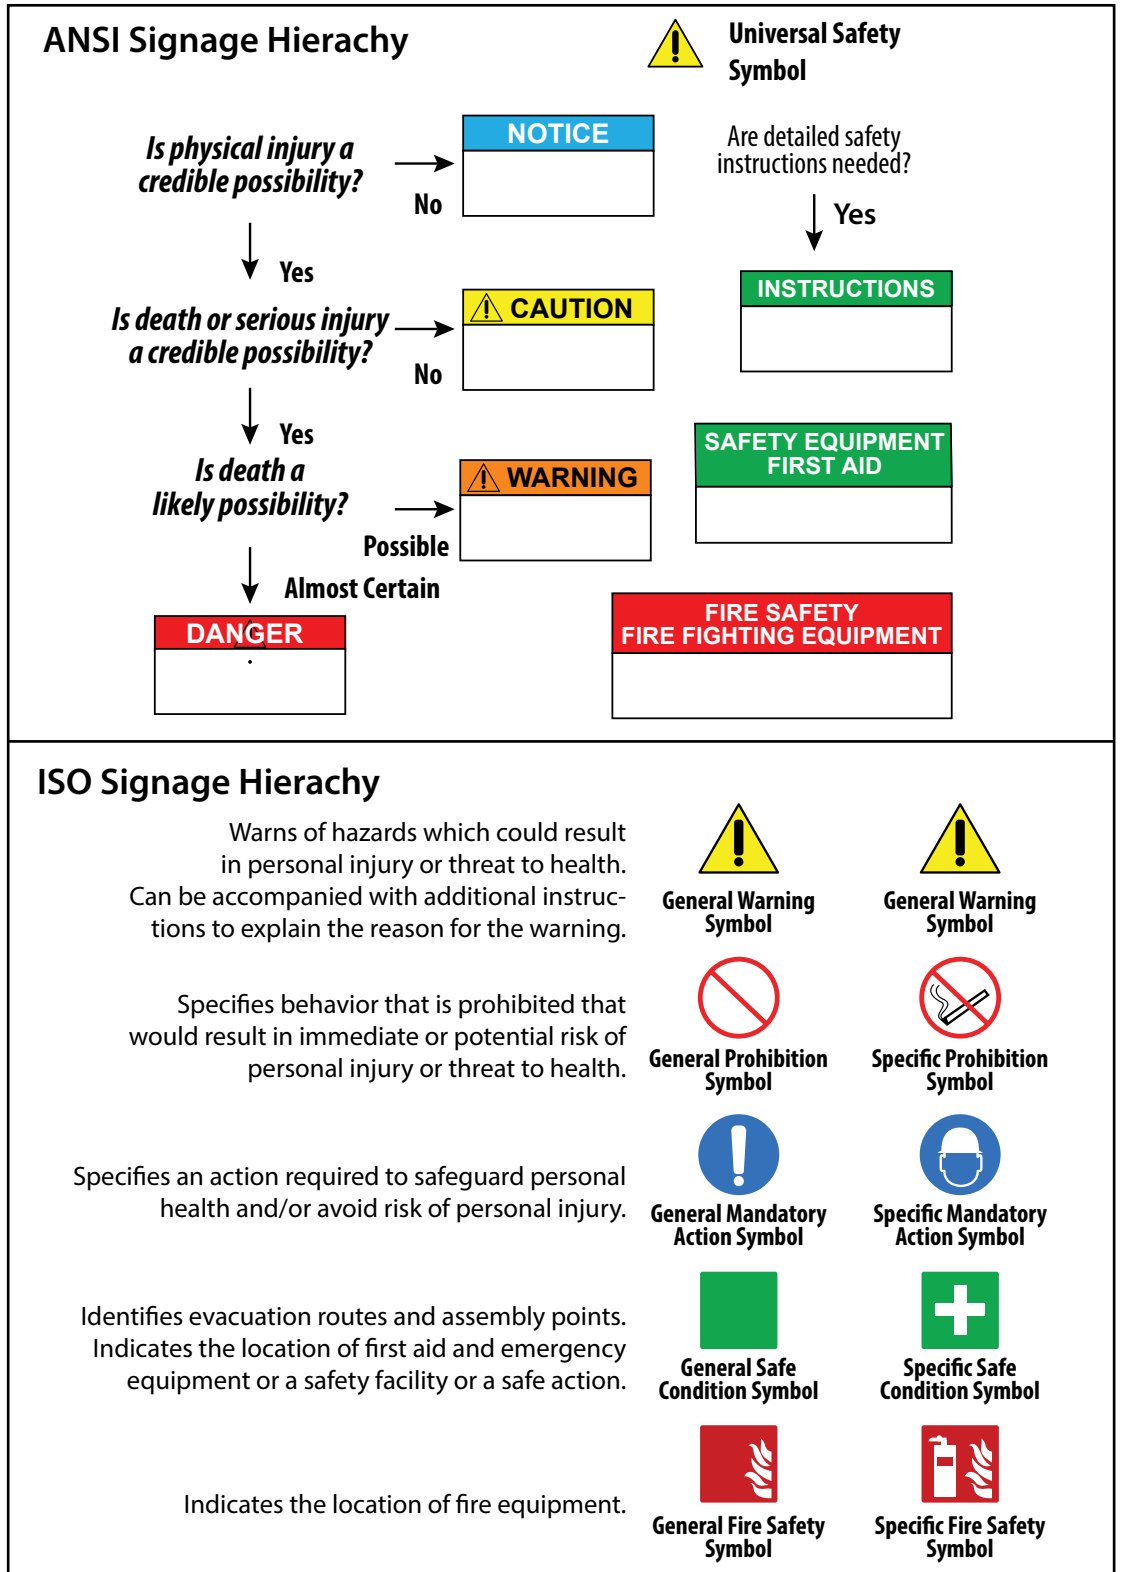 ANSI Signage Hierachy
Universal Safety
Symbol
Is physical injury a
credible possibility?
No
NOTICE
Are detailed safety
instructions needed?
Yes
Yes
INSTRUCTIONS
Is death or serious injury
a credible possibility?
No
CAUTION
Yes
SAFETY EQUIPMENT
FIRST AID
Is death a
likely possibility?
Possible
WARNING
Almost Certain
DANGER
FIRE SAFETY
FIRE FIGHTING EQUIPMENT
ISO Signage Hierachy
Warns of hazards which could result
in personal injury or threat to health.
Can be accompanied with additional instruc-
tions to explain the reason for the warning.
General Warning
Symbol
General Warning
Symbol
Specifies behavior that is prohibited that
would result in immediate or potential risk of
personal injury or threat to health.
General Prohibition
Symbol
Specific Prohibition
Symbol
Specifies an action required to safeguard personal
health and/or avoid risk of personal injury.
General Mandatory
Action Symbol
Specific Mandatory
Action Symbol
Identifies evacuation routes and assembly points.
Indicates the location of first aid and emergency
equipment or a safety facility or a safe action.
General Safe
Condition Symbol
Specific Safe
Condition Symbol
Indicates the location of fire equipment.
General Fire Safety
Symbol
Specific Fire Safety
Symbol